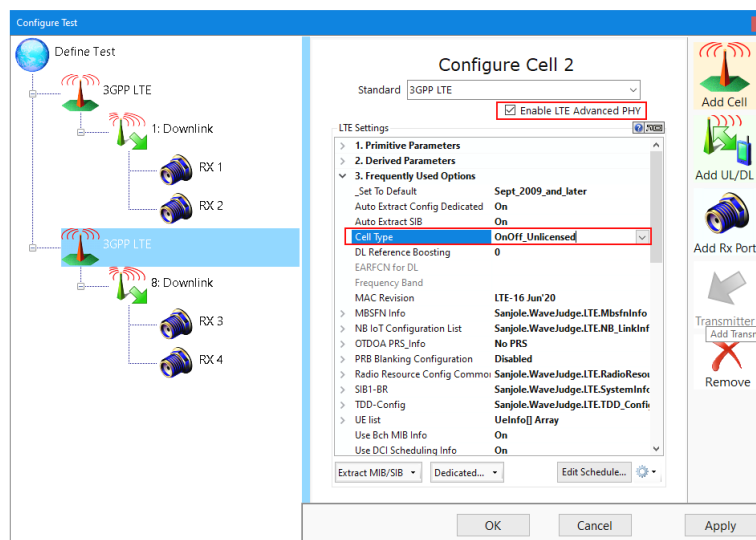 Configure Test
Define Test
3GPP LTE
1: Downlink
RX 1
RX 2
3GPP LTE
8: Downlink
RX 3
RX 4
Configure Cell 2
Standard 3GPP LTE
Enable LTE Advanced PHY
LTE Settings
1. Primitive Parameters
2. Derived Parameters
3. Frequently Used Options
_Set To Default Sept_2009_and_later
Auto Extract Config Dedicated On
Auto Extract SIB On
Cell Type OnOff_Unlicensed
DL Reference Boosting 0
EARFCN for DL
Frequency Band
MAC Revision LTE-16 Jun'20
MBSFN Info Sanjole.WaveJudge.LTE.MbsfnInfo
NB IoT Configuration List Sanjole.WaveJudge.LTE.NB_LinkInf
OTDOA PRS_Info No PRS
PRB Blanking Configuration Disabled
Radio Resource Config Commo Sanjole.WaveJudge.LTE.RadioResou
SIB1-BR Sanjole.WaveJudge.LTE.SystemInfo
TDD-Config Sanjole.WaveJudge.LTE.TDD_Config
UE list UeInfo[] Array
Use Bch MIB Info On
Use DCI Scheduling Info On
Extract MIB/SIB
Dedicated...
Edit Schedule...
OK
Cancel
Apply
Add Cell
Add UL/DL
Add Rx Port
Transmitter
Add Transm
Remove